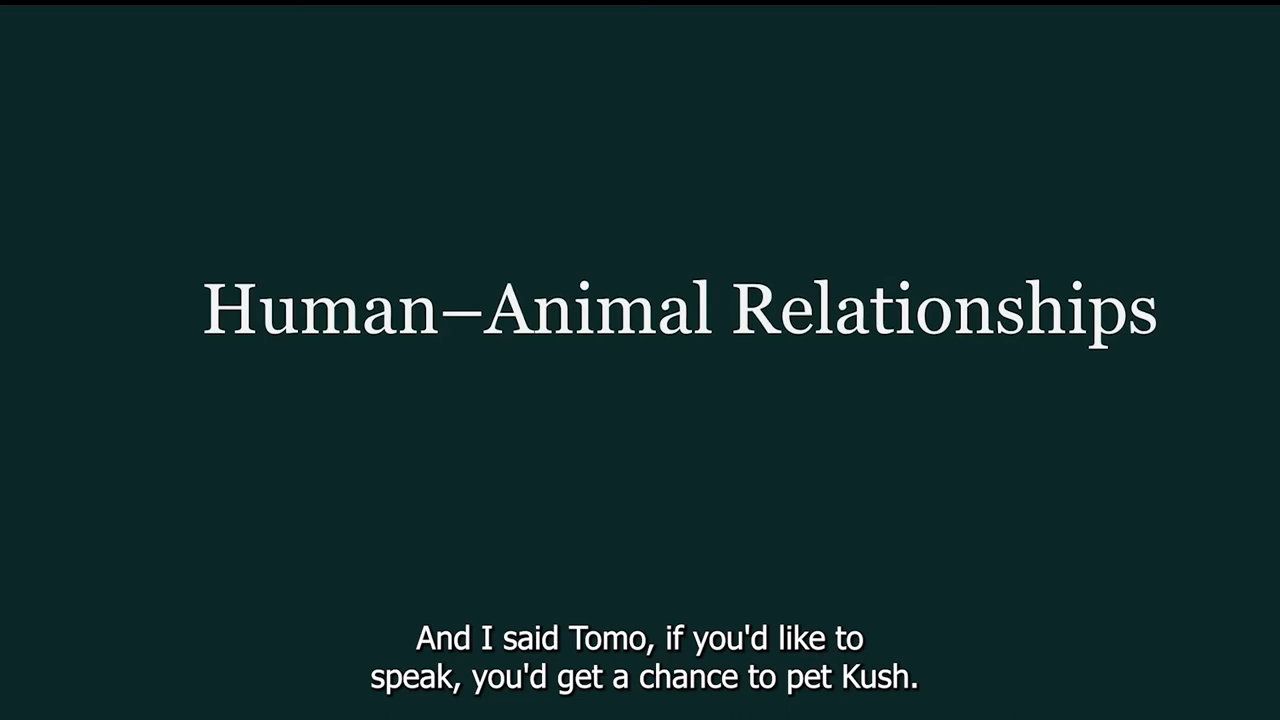 Human–Animal Relationships
And I said Tomo, if you'd like to
speak, you'd get a chance to pet Kush.